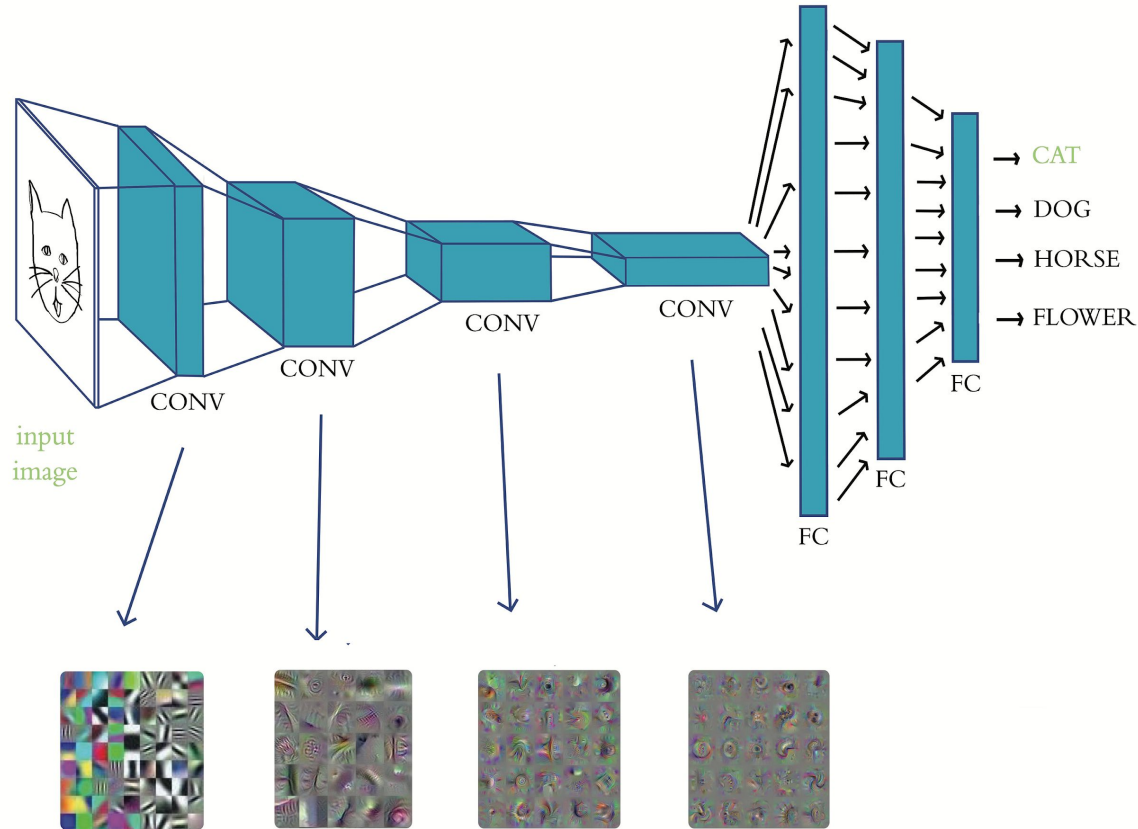 CAT
DOG
HORSE
FLOWER
CONV
CONV
CONV
CONV
FC
FC
FC
input
image